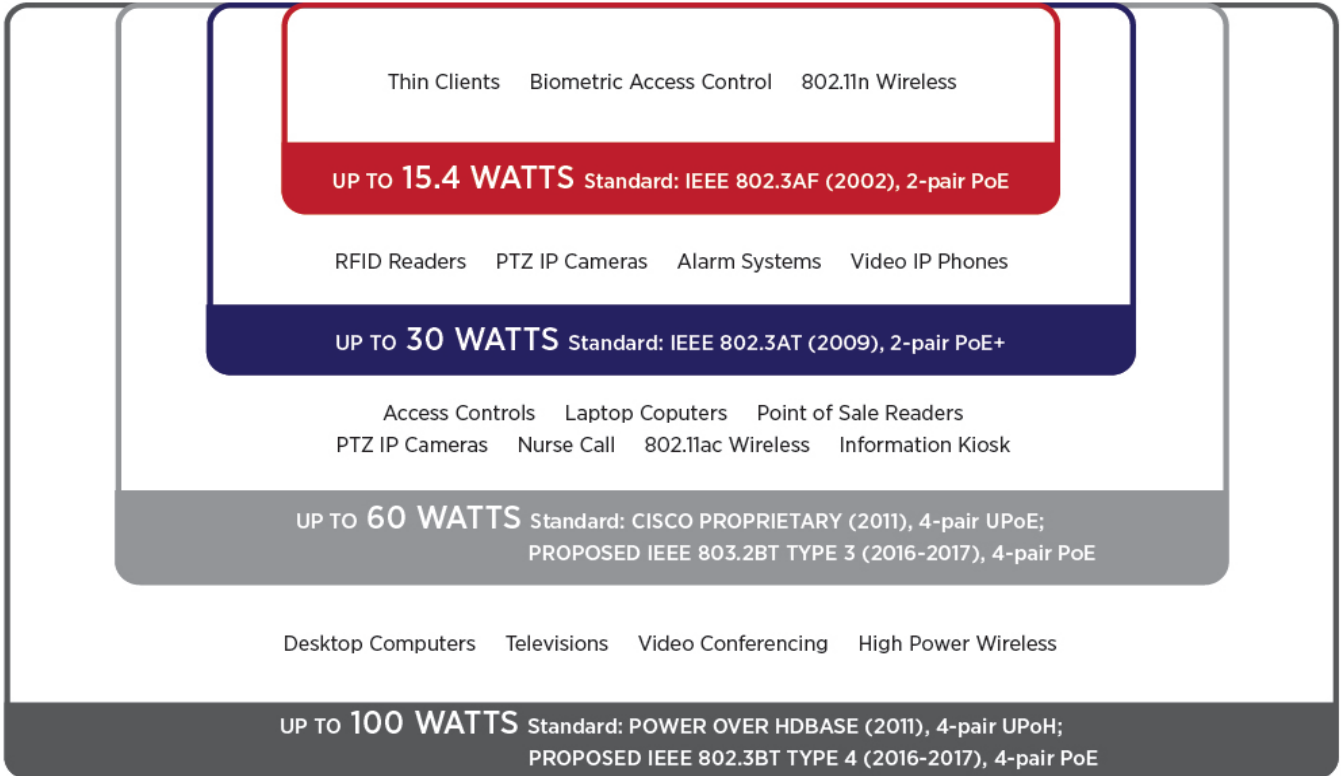 Thin Clients Biometric Access Control 802.11n Wireless
UP TO 15.4 WATTS Standard: IEEE 802.3AF (2002), 2-pair PoE
RFID Readers PTZ IP Cameras Alarm Systems Video IP Phones
UP TO 30 WATTS Standard: IEEE 802.3AT (2009), 2-pair PoE+
Access Controls Laptop Coputers Point of Sale Readers
PTZ IP Cameras Nurse Call 802.11ac Wireless Information Kiosk
UP TO 60 WATTS Standard: CISCO PROPRIETARY (2011), 4-pair UPoE;
PROPOSED IEEE 803.2BT TYPE 3 (2016-2017), 4-pair PoE
Desktop Computers Televisions Video Conferencing High Power Wireless
UP TO 100 WATTS Standard: POWER OVER HDBASE (2011), 4-pair UPoH;
PROPOSED IEEE 802.3BT TYPE 4 (2016-2017), 4-pair PoE